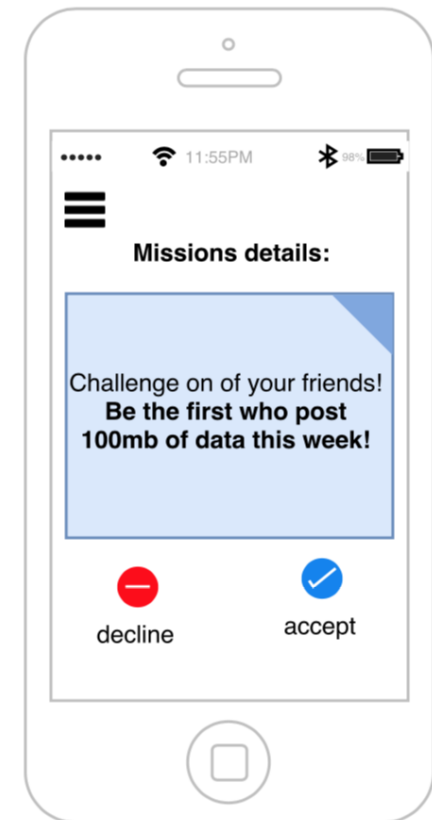 11:55PM 98%
Missions details:
Challenge on of your friends!
Be the first who post
100mb of data this week!
decline accept